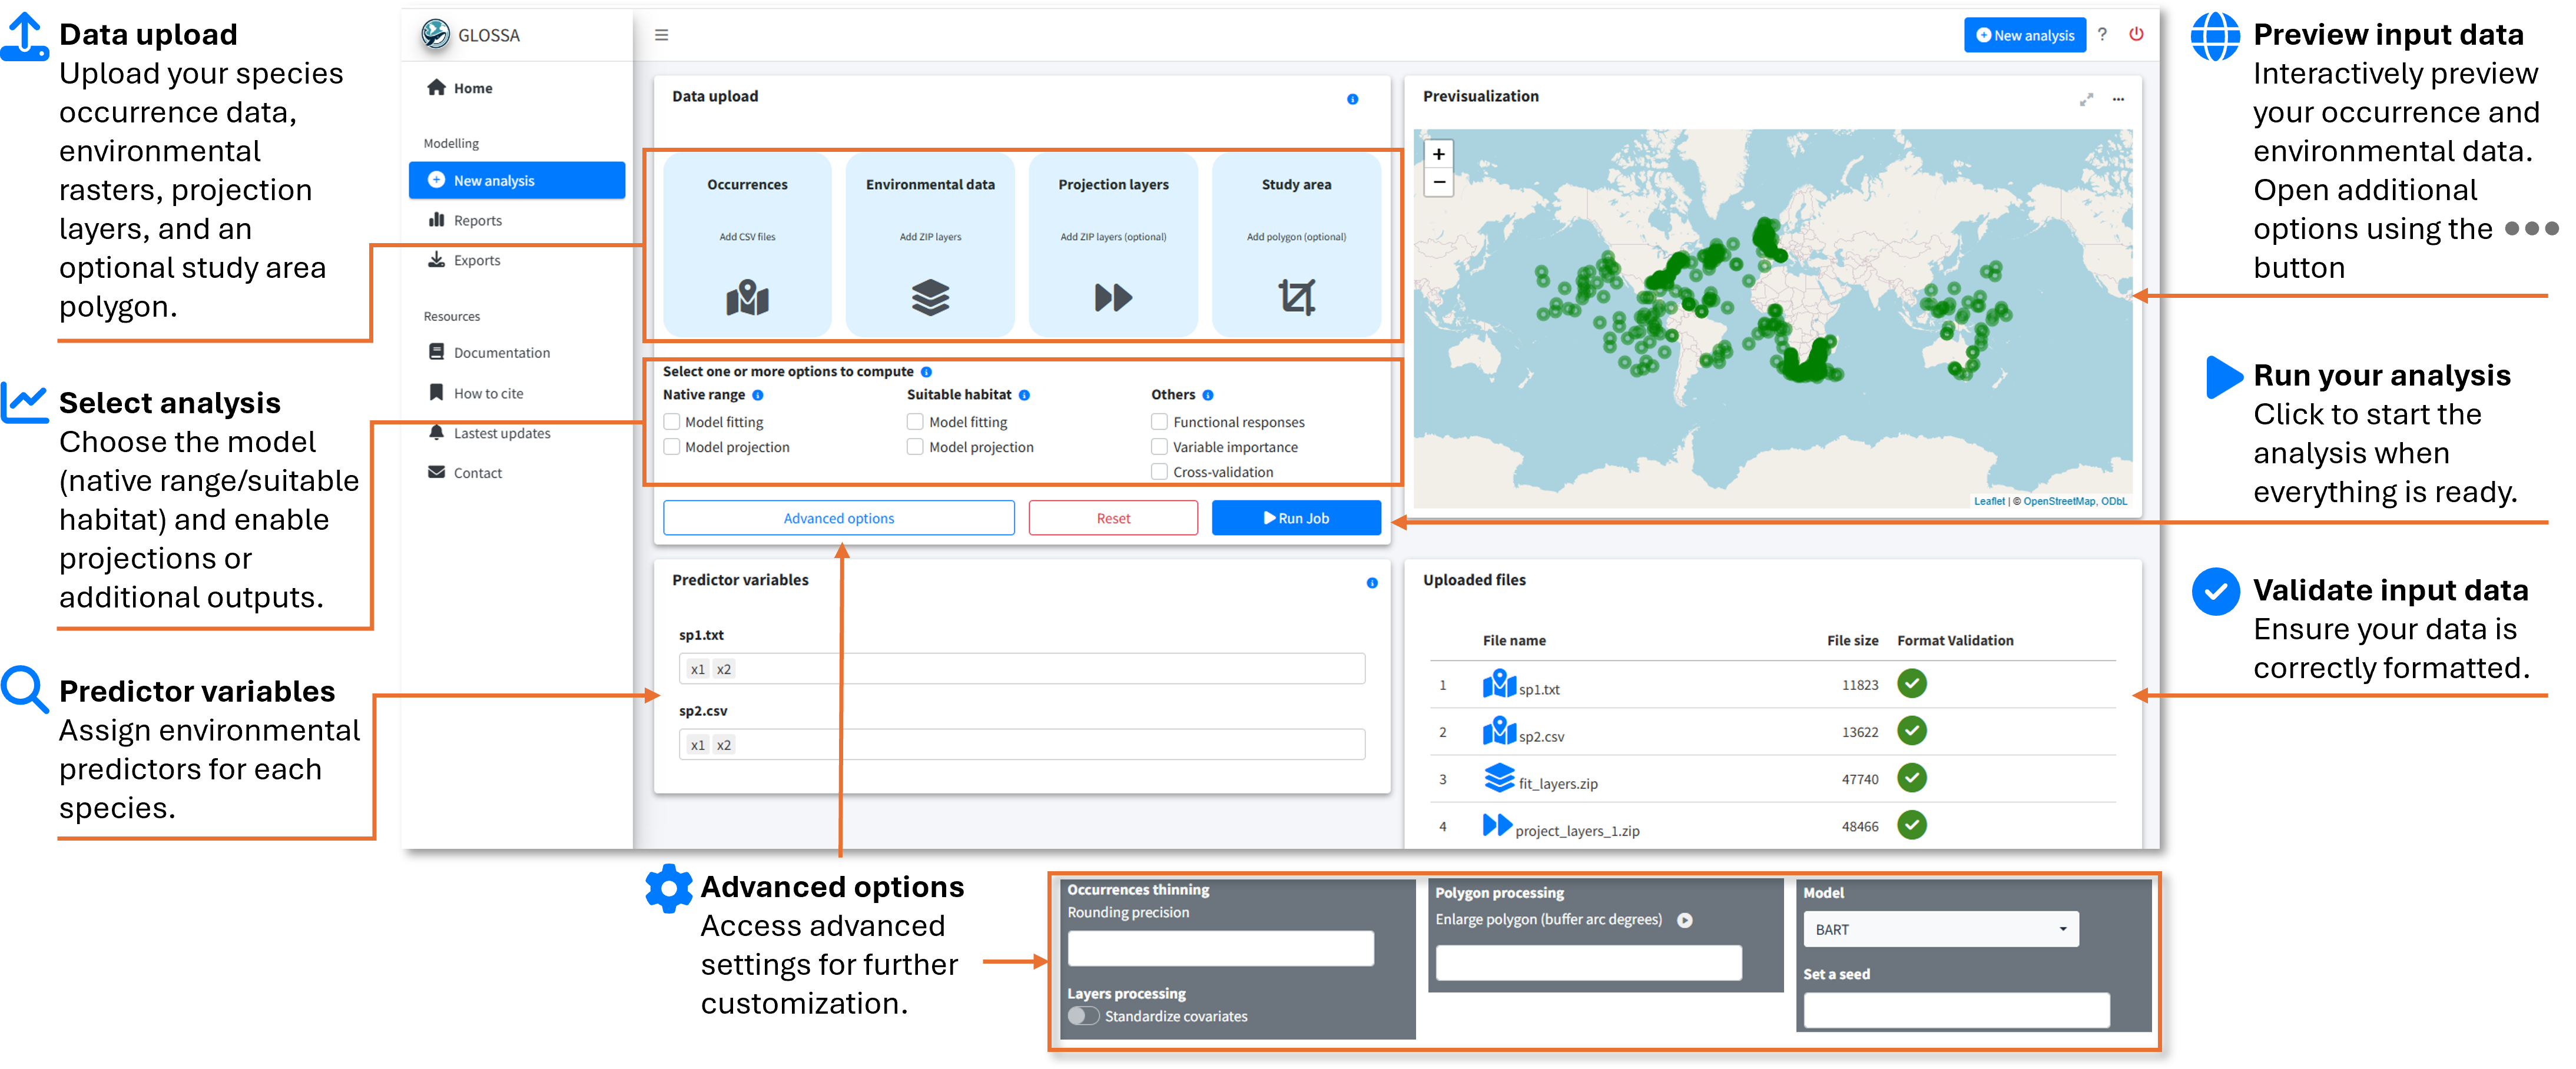 Data upload
Upload your species
occurrence data,
environmental
rasters, projection
layers, and an
optional study area
polygon.
Select analysis
Choose the model
(native range/suitable
habitat) and enable
projections or
additional outputs.
Predictor variables
Assign environmental
predictors for each
species.
GLOSSA
New analysis
?
Home
Modelling
New analysis
Reports
Exports
Resources
Documentation
How to cite
Lastest updates
Contact
Data upload
Occurrences
Add CSV files
Environmental data
Add ZIP layers
Projection layers
Add ZIP layers (optional)
Study area
Add polygon (optional)
Select one or more options to compute
Native range
Model fitting
Model projection
Suitable habitat
Model fitting
Model projection
Others
Functional responses
Variable importance
Cross-validation
Advanced options
Reset
Run Job
Predictor variables
sp1.txt
x1 x2
sp2.csv
x1 x2
Previsualization
...
+
−
Leaflet | © OpenStreetMap, ODbL
Uploaded files
File name File size Format Validation
1 sp1.txt 11823
2 sp2.csv 13622
3 fit_layers.zip 47740
4 project_layers_1.zip 48466
Preview input data
Interactively preview
your occurrence and
environmental data.
Open additional
options using the
button
Run your analysis
Click to start the
analysis when
everything is ready.
Validate input data
Ensure your data is
correctly formatted.
Advanced options
Access advanced
settings for further
customization.
Occurrences thinning
Rounding precision
Layers processing
Standardize covariates
Polygon processing
Enlarge polygon (buffer arc degrees)
Model
BART
Set a seed